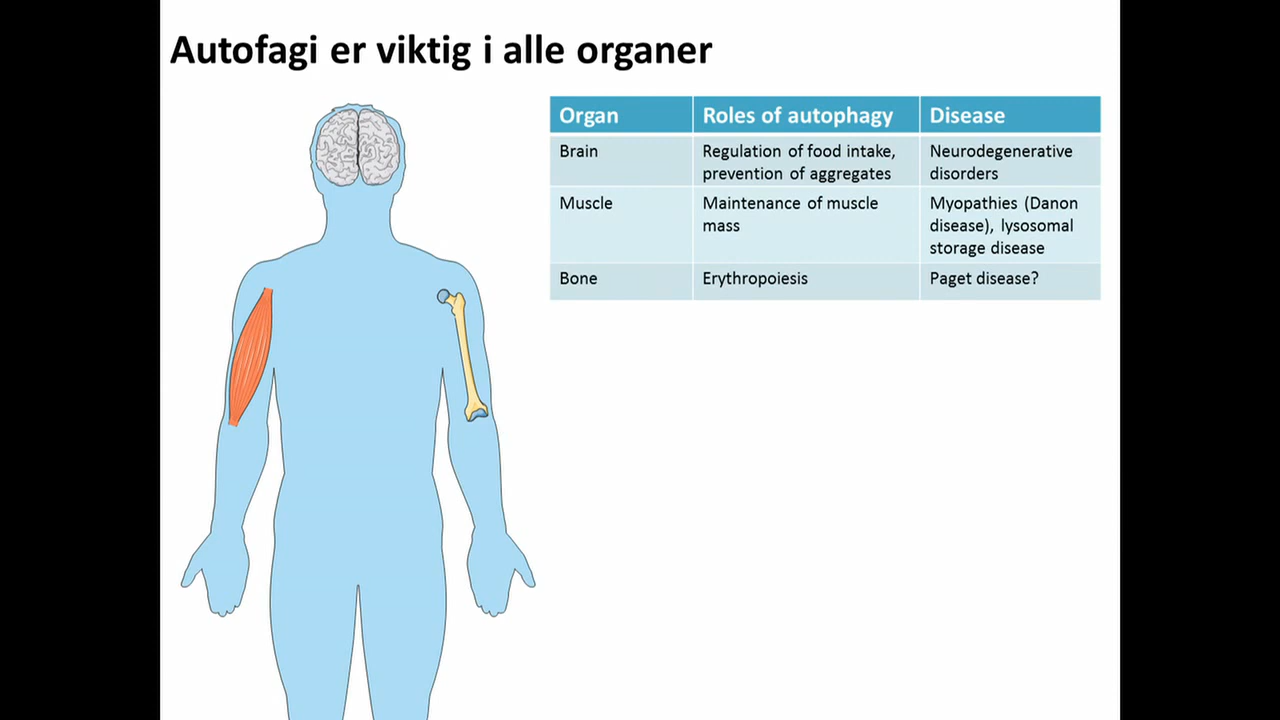 Autofagi er viktig i alle organer
Organ Roles of autophagy Disease
Brain
Regulation of food intake,
prevention of aggregates
Neurodegenerative
disorders
Muscle
Maintenance of muscle
mass
Myopathies (Danon
disease), lysosomal
storage disease
Bone
Erythropoiesis
Paget disease?